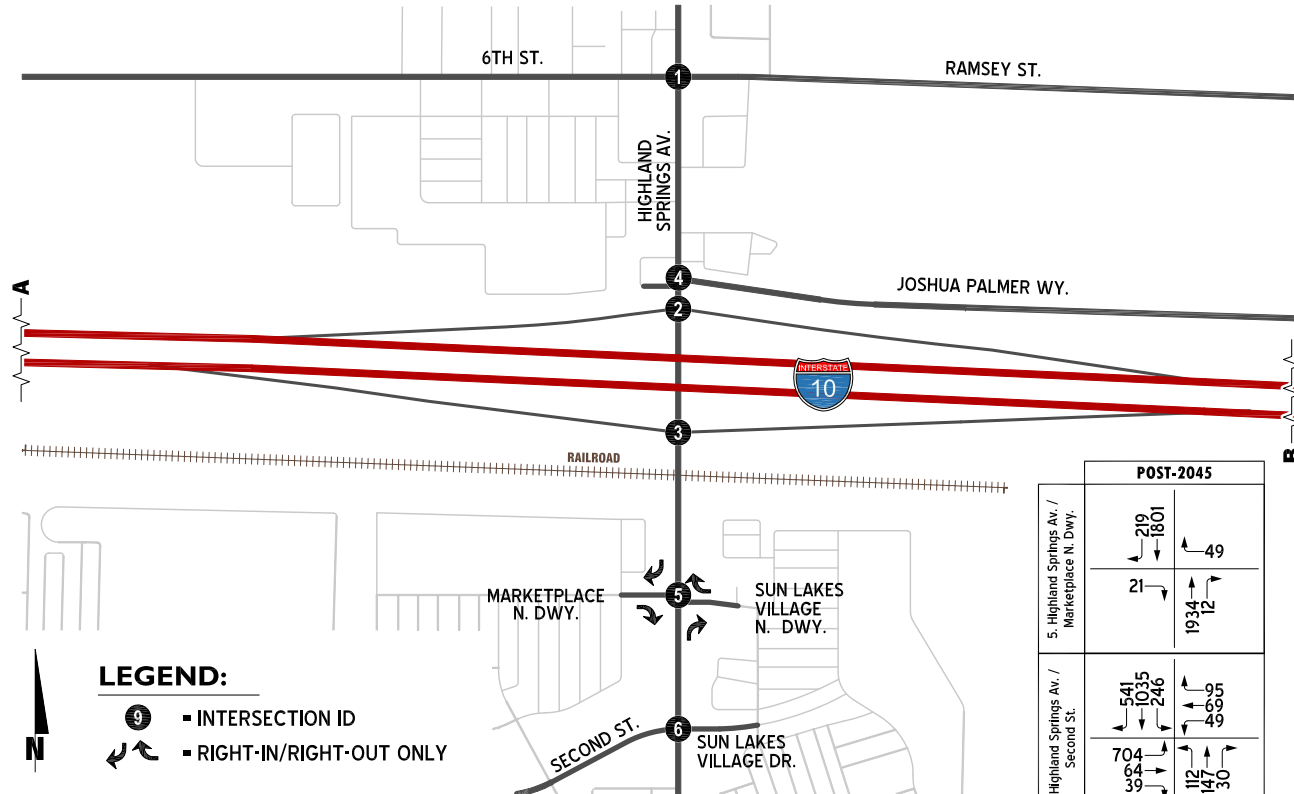 6TH ST.
RAMSEY ST.
1
HIGHLAND
SPRINGS AV.
4
JOSHUA PALMER WY.
2
A
INTERSTATE
10
3
B
RAILROAD
POST-2045
5. Highland Springs Av. /
Marketplace N. Dwy.
219
1801
49
21
1934
12
MARKETPLACE
N. DWY.
5
SUN LAKES
VILLAGE
N. DWY.
LEGEND:
9 = INTERSECTION ID
= RIGHT-IN/RIGHT-OUT ONLY
N
SECOND ST.
6
SUN LAKES
VILLAGE DR.
Highland Springs Av. /
Second St.
541
1035
246
95
69
49
704
64
39
112
147
30